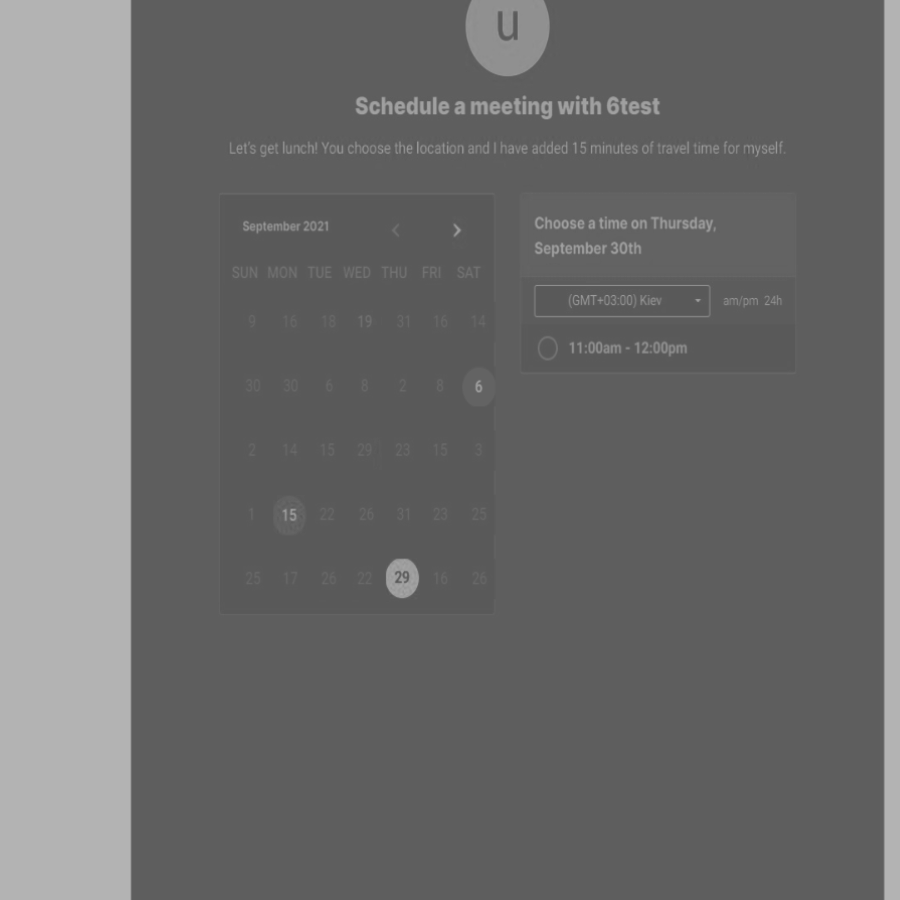 u
Schedule a meeting with 6test
Let's get lunch! You choose the location and I have added 15 minutes of travel time for myself.
September 2021
SUN MON TUE WED THU FRI SAT
9 16 18 19 31 16 14
30 30 6 8 2 8 6
2 14 15 29 23 15 3
1 15 22 26 31 23 25
25 17 26 22 29 16 26
Choose a time on Thursday,
September 30th
(GMT+03:00) Kiev
am/pm 24h
11:00am - 12:00pm